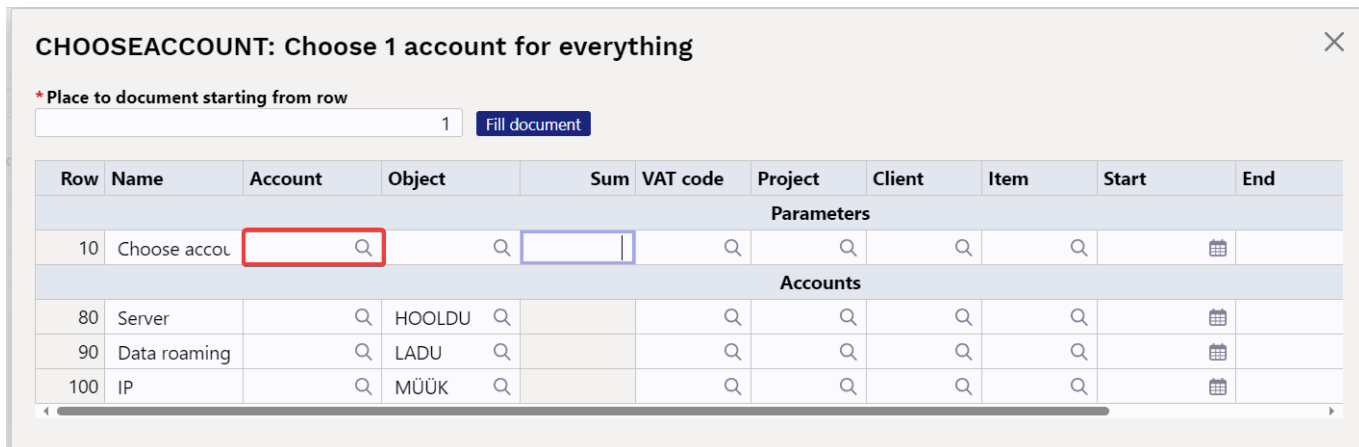 CHOOSEACCOUNT: Choose 1 account for everything
* Place to document starting from row
1 Fill document
Row Name Account Object Sum VAT code Project Client Item Start End
Parameters
10 Choose accou
Accounts
80 Server HOOLDU
90 Data roaming LADU
100 IP MÜÜK